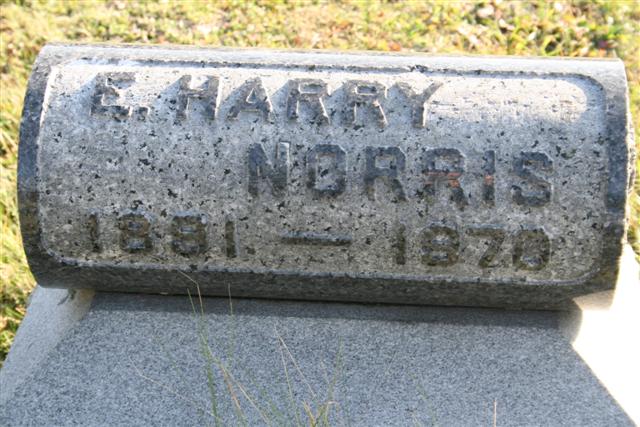 E. HARRY
NORRIS
1881 — 1970